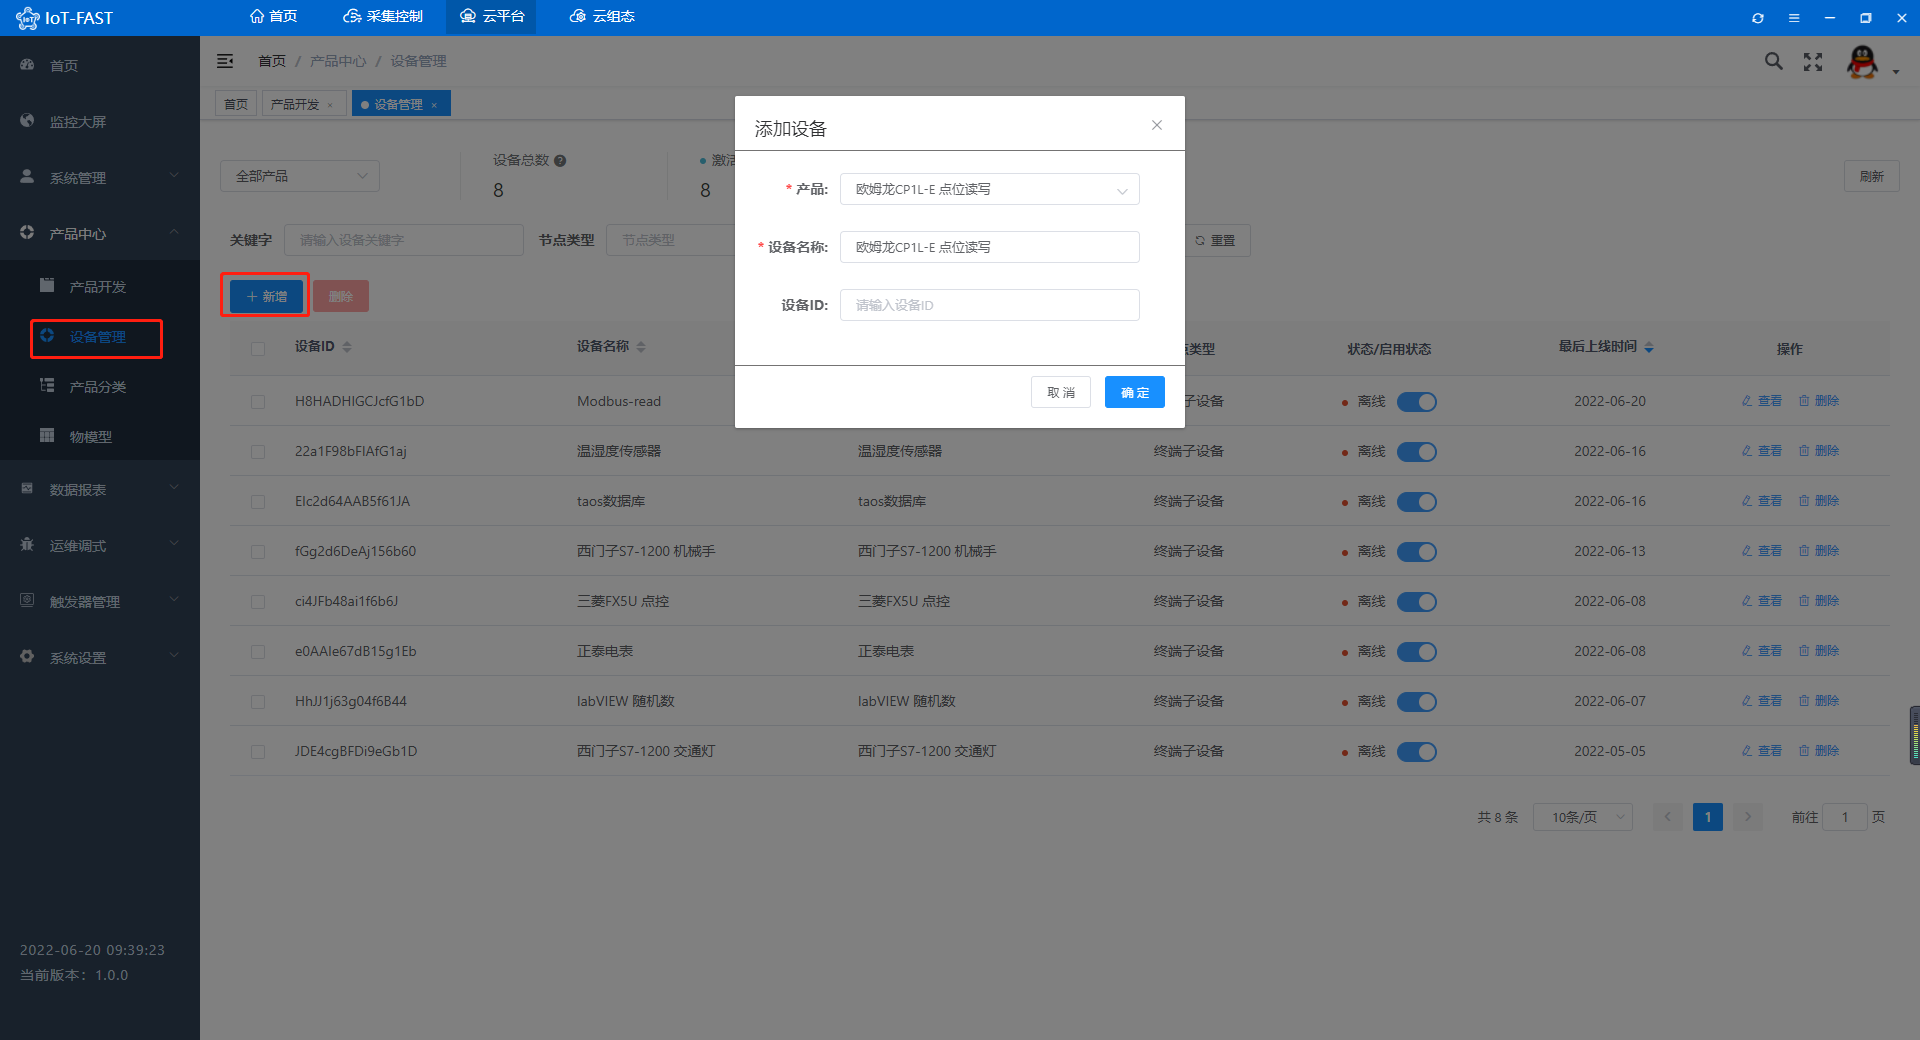 IoT-FAST
首页
采集控制
云平台
云组态
首页
监控大屏
系统管理
产品中心
产品开发
设备管理
产品分类
物模型
数据报表
运维调式
触发器管理
系统设置
2022-06-20 09:39:23
当前版本：1.0.0
首页 / 产品中心 / 设备管理
首页
产品开发 ×
设备管理 ×
全部产品
设备总数
8
激活
8
刷新
关键字 请输入设备关键字 节点类型 节点类型
重置
+ 新增
删除
添加设备
* 产品: 欧姆龙CP1L-E 点位读写
* 设备名称: 欧姆龙CP1L-E 点位读写
设备ID: 请输入设备ID
取 消 确 定
设备ID 设备名称 类型 状态/启用状态 最后上线时间 操作
H8HADHIGCJcfG1bD Modbus-read 子设备 离线 2022-06-20 查看 删除
22a1F98bFIAfG1aj 温湿度传感器 温湿度传感器 终端子设备 离线 2022-06-16 查看 删除
EIc2d64AAB5f61JA taos数据库 taos数据库 终端子设备 离线 2022-06-16 查看 删除
fGg2d6DeAj156b60 西门子S7-1200 机械手 西门子S7-1200 机械手 终端子设备 离线 2022-06-13 查看 删除
ci4JFb48ai1f6b6J 三菱FX5U 点控 三菱FX5U 点控 终端子设备 离线 2022-06-08 查看 删除
e0AAIe67dB15g1Eb 正泰电表 正泰电表 终端子设备 离线 2022-06-08 查看 删除
HhJJ1j63g04f6B44 labVIEW 随机数 labVIEW 随机数 终端子设备 离线 2022-06-07 查看 删除
JDE4cgBFDi9eGb1D 西门子S7-1200 交通灯 西门子S7-1200 交通灯 终端子设备 离线 2022-05-05 查看 删除
共 8 条 10条/页 1 前往 1 页